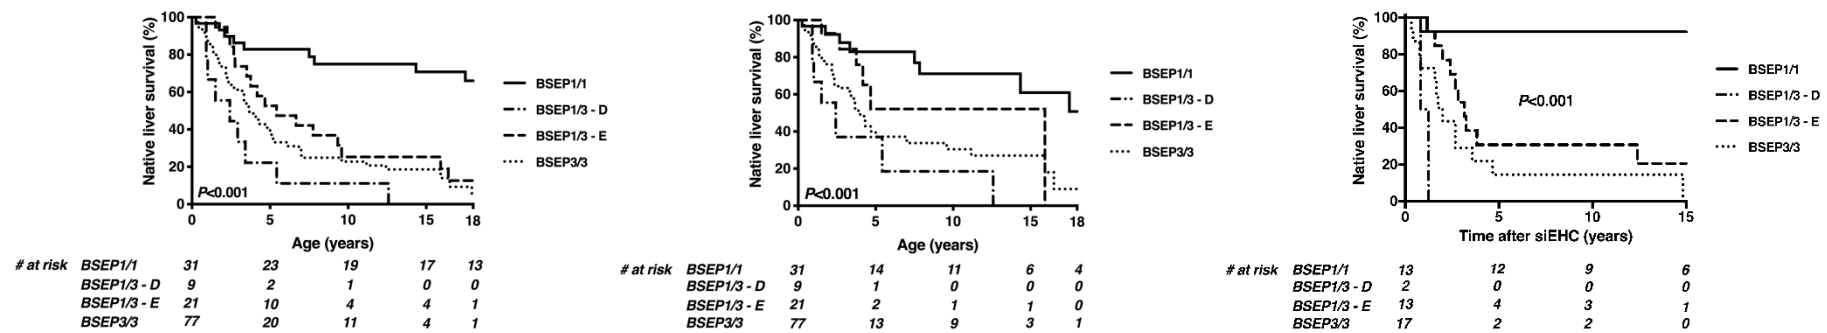 Native liver survival (%)
100
80
60
40
20
0
P<0.001
0 5 10 15 18
Age (years)
BSEP1/1
BSEP1/3 - D
BSEP1/3 - E
BSEP3/3
# at risk BSEP1/1 31 23 19 17 13
BSEP1/3 - D 9 2 1 0 0
BSEP1/3 - E 21 10 4 4 1
BSEP3/3 77 20 11 4 1
Native liver survival (%)
100
80
60
40
20
0
P<0.001
0 5 10 15 18
Age (years)
BSEP1/1
BSEP1/3 - D
BSEP1/3 - E
BSEP3/3
# at risk BSEP1/1 31 14 11 6 4
BSEP1/3 - D 9 1 0 0 0
BSEP1/3 - E 21 2 1 1 0
BSEP3/3 77 13 9 3 1
Native liver survival (%)
100
80
60
40
20
0
P<0.001
0 5 10 15
Time after siEHC (years)
BSEP1/1
BSEP1/3 - D
BSEP1/3 - E
BSEP3/3
# at risk BSEP1/1 13 12 9 6
BSEP1/3 - D 2 0 0 0
BSEP1/3 - E 13 4 3 1
BSEP3/3 17 2 2 0